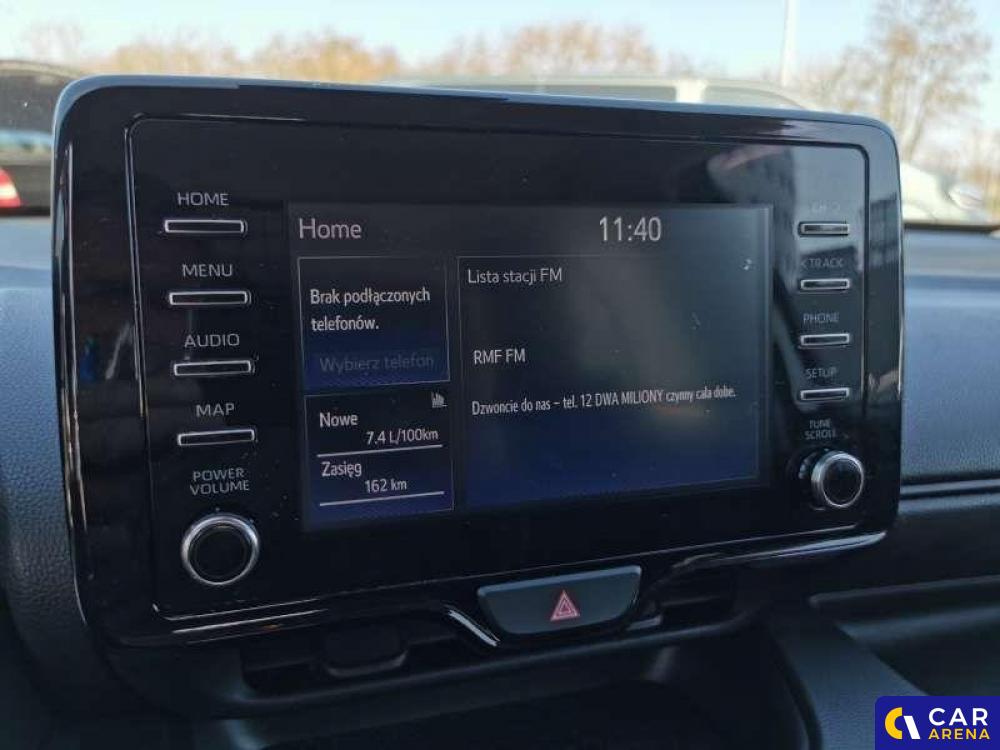 HOME
MENU
AUDIO
MAP
POWER
VOLUME
Home
11:40
Brak podłączonych
telefonów.
Wybierz telefon
Nowe
7.4 L/100km
Zasięg
162 km
Lista stacji FM
RMF FM
Dzwoncie do nas – tel. 12 DWA MILIONY czynny cala dobe.
< TRACK
PHONE
SETUP
TUNE
SCROLL
CAR
ARENA